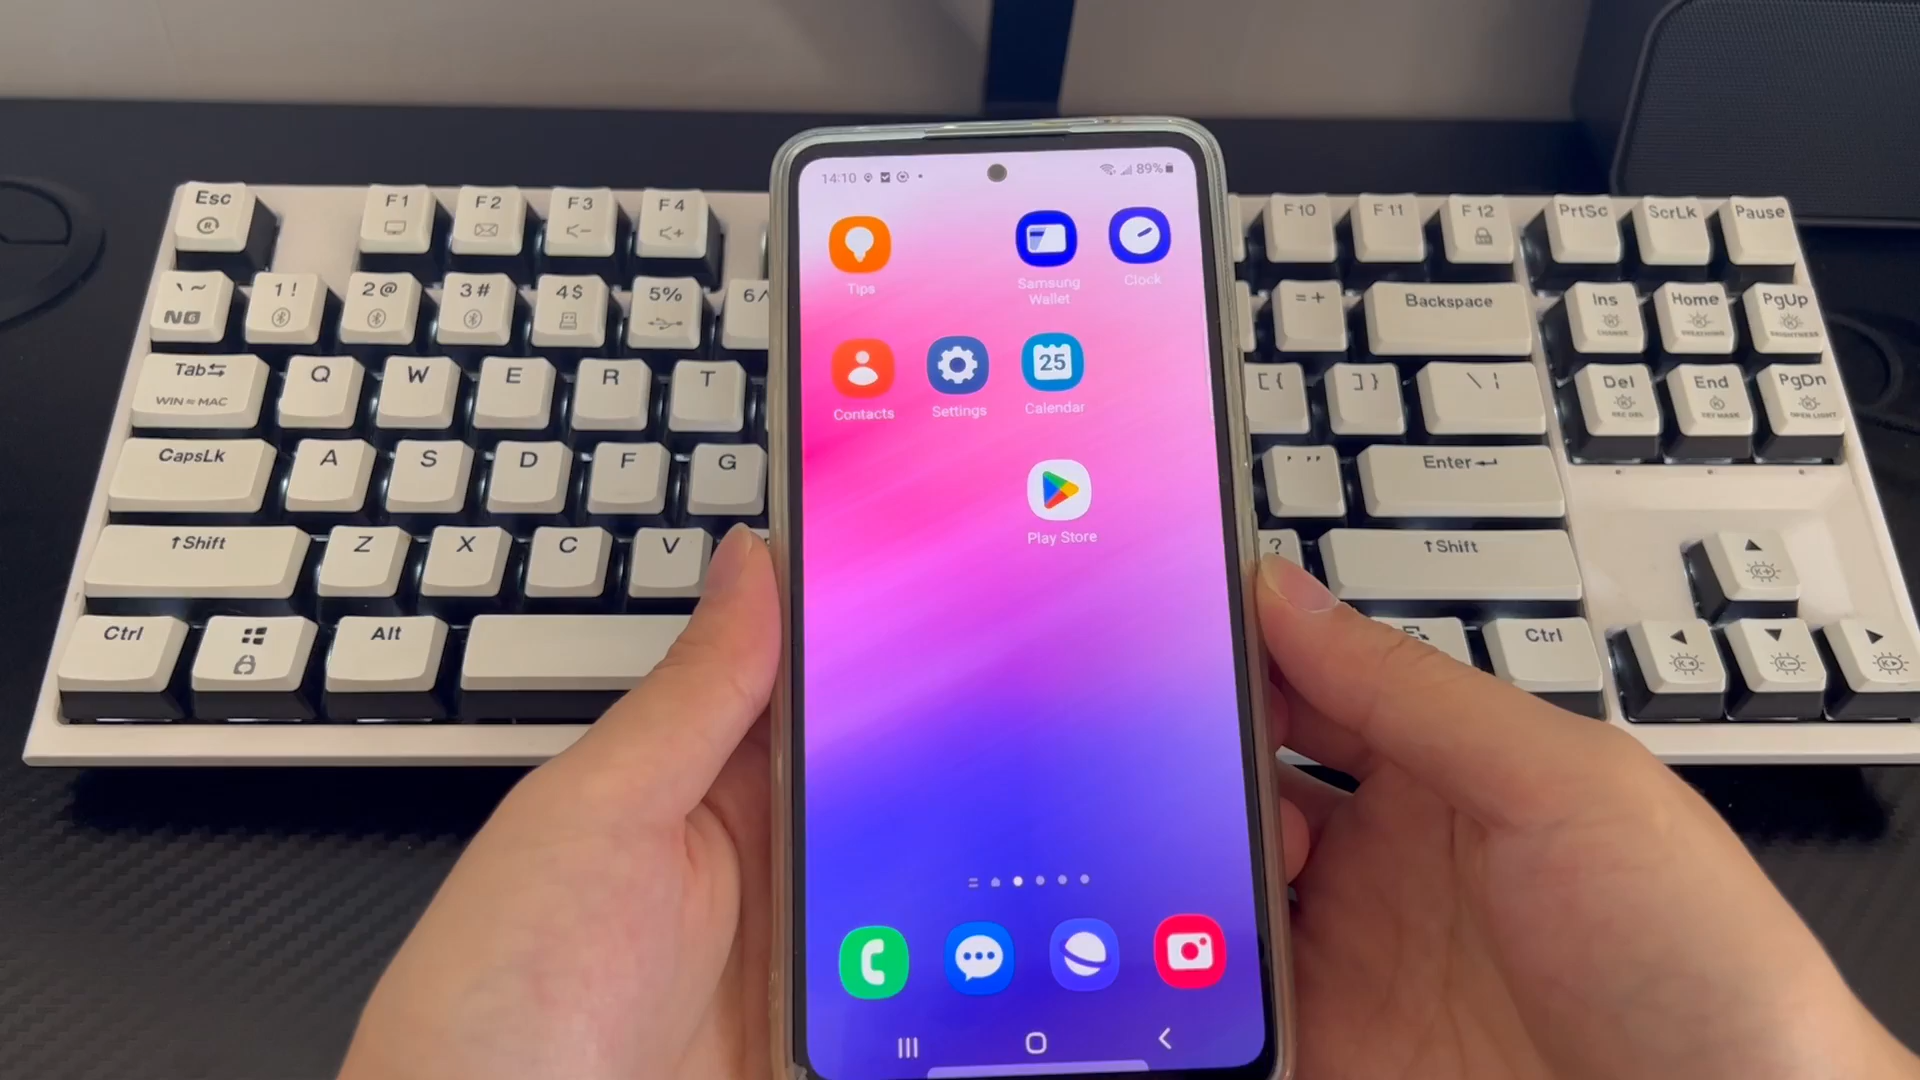 14:10 89%
Tips
Samsung
Wallet
Clock
Contacts
Settings
25
Calendar
Play Store
Esc
F1
F2
F3
F4
F10
F11
F12
PrtSc
ScrLk
Pause
` ~
1 !
2 @
3 #
4 $
5 %
6 ^
= +
Backspace
Ins
Home
PgUp
Tab
WIN ≈ MAC
Q
W
E
R
T
[ {
] }
\ |
Del
End
PgDn
CapsLk
A
S
D
F
G
' "
Enter
↑Shift
Z
X
C
V
?
↑Shift
Ctrl
Alt
Ctrl